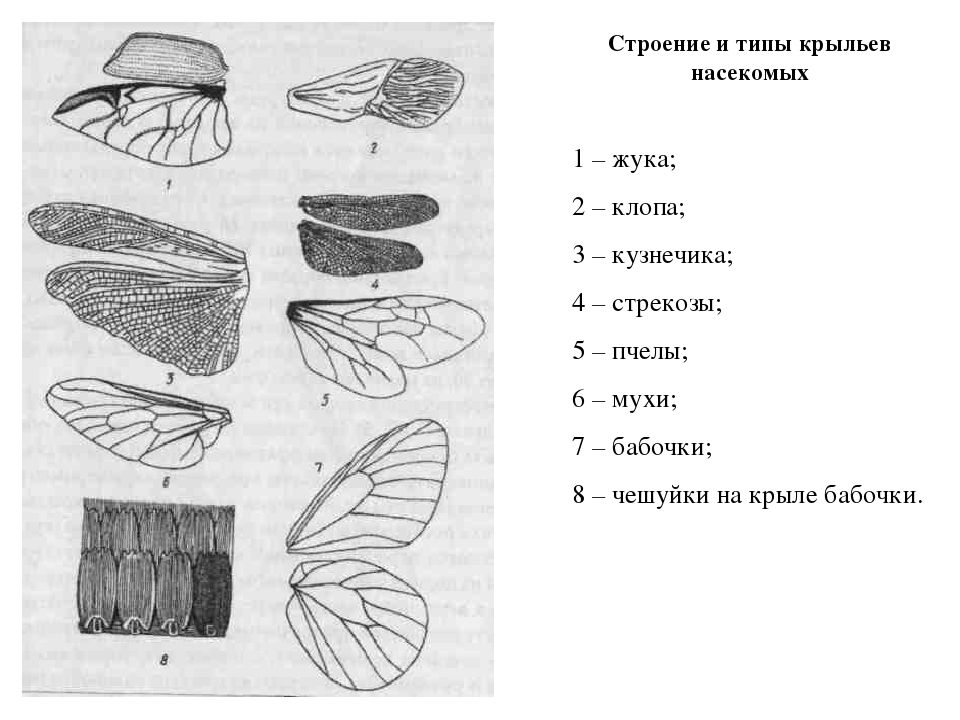 Строение и типы крыльев
насекомых
1 – жука;
2 – клопа;
3 – кузнечика;
4 – стрекозы;
5 – пчелы;
6 – мухи;
7 – бабочки;
8 – чешуйки на крыле бабочки.
1
2
3
4
5
6
7
8